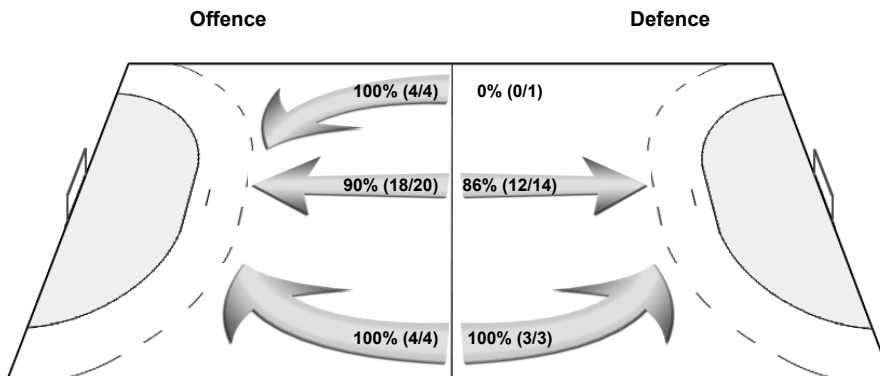 Offence Defence
100% (4/4) 0% (0/1)
90% (18/20) 86% (12/14)
100% (4/4) 100% (3/3)